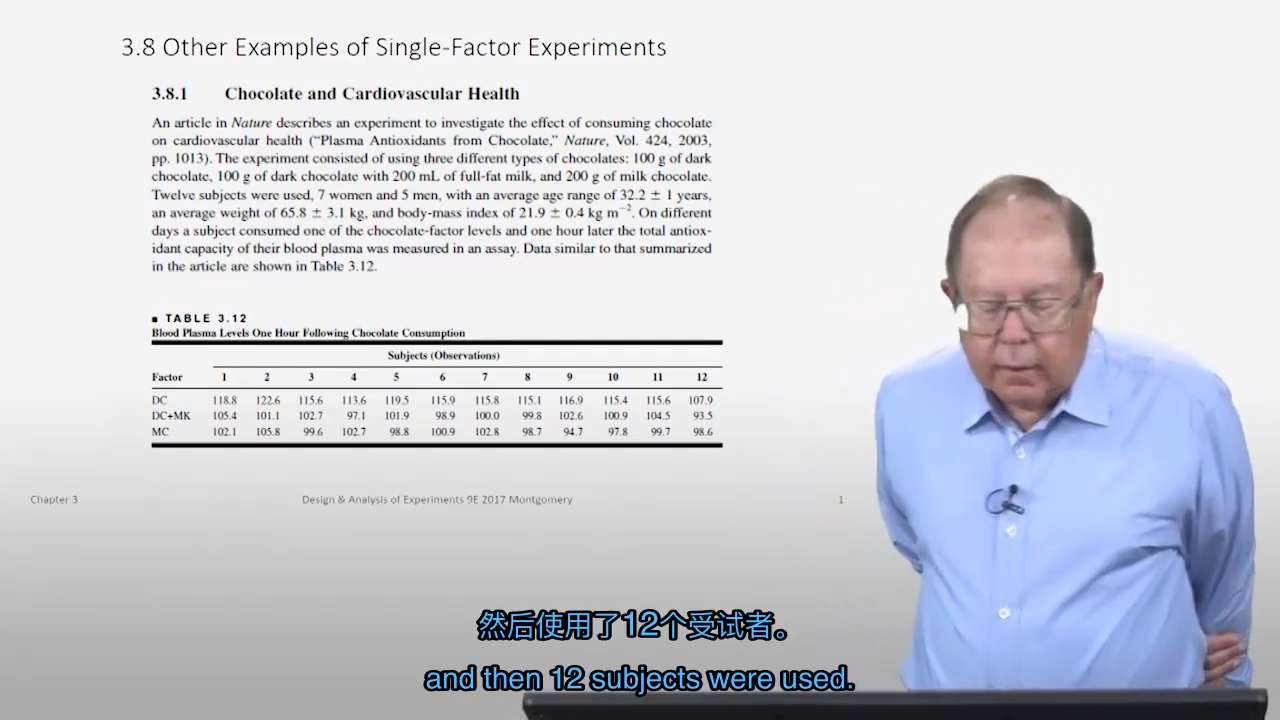 3.8 Other Examples of Single-Factor Experiments
3.8.1 Chocolate and Cardiovascular Health
An article in Nature describes an experiment to investigate the effect of consuming chocolate
on cardiovascular health ("Plasma Antioxidants from Chocolate," Nature, Vol. 424, 2003,
pp. 1013). The experiment consisted of using three different types of chocolates: 100 g of dark
chocolate, 100 g of dark chocolate with 200 mL of full-fat milk, and 200 g of milk chocolate.
Twelve subjects were used, 7 women and 5 men, with an average age range of 32.2 ± 1 years,
an average weight of 65.8 ± 3.1 kg, and body-mass index of 21.9 ± 0.4 kg m⁻². On different
days a subject consumed one of the chocolate-factor levels and one hour later the total antiox-
idant capacity of their blood plasma was measured in an assay. Data similar to that summarized
in the article are shown in Table 3.12.
■ TABLE 3.12
Blood Plasma Levels One Hour Following Chocolate Consumption
Subjects (Observations)
Factor 1 2 3 4 5 6 7 8 9 10 11 12
DC 118.8 122.6 115.6 113.6 119.5 115.9 115.8 115.1 116.9 115.4 115.6 107.9
DC+MK 105.4 101.1 102.7 97.1 101.9 98.9 100.0 99.8 102.6 100.9 104.5 93.5
MC 102.1 105.8 99.6 102.7 98.8 100.9 102.8 98.7 94.7 97.8 99.7 98.6
Chapter 3 Design & Analysis of Experiments 9E 2017 Montgomery 1
然后使用了12个受试者。
and then 12 subjects were used.